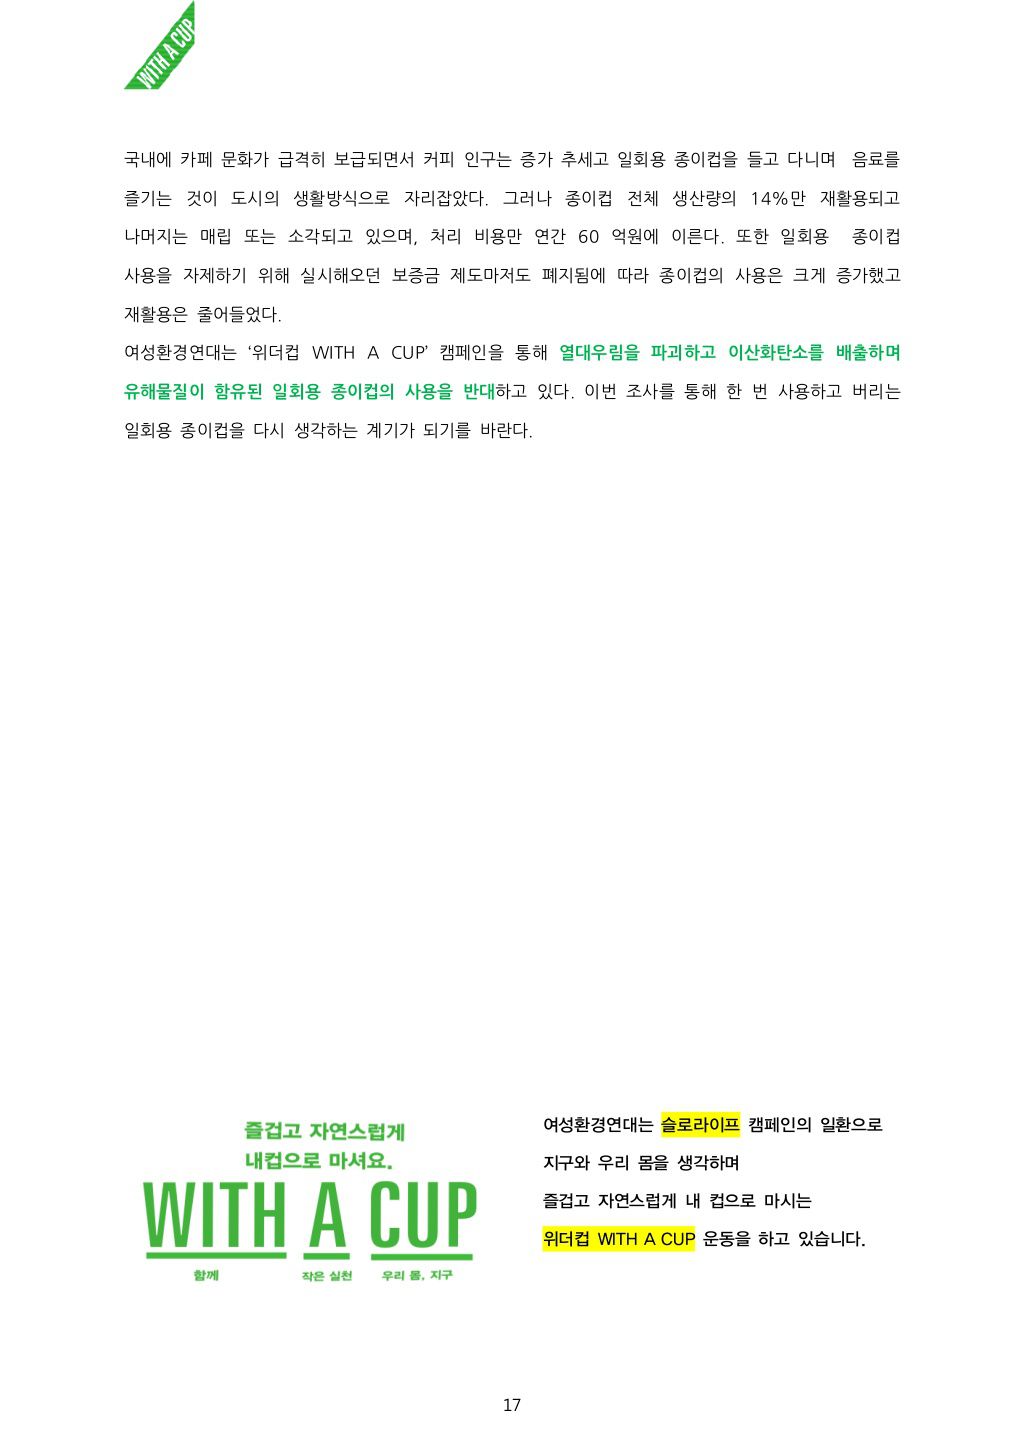 WITH A CUP
국내에 카페 문화가 급격히 보급되면서 커피 인구는 증가 추세고 일회용 종이컵을 들고 다니며 음료를
즐기는 것이 도시의 생활방식으로 자리잡았다. 그러나 종이컵 전체 생산량의 14%만 재활용되고
나머지는 매립 또는 소각되고 있으며, 처리 비용만 연간 60 억원에 이른다. 또한 일회용 종이컵
사용을 자제하기 위해 실시해오던 보증금 제도마저도 폐지됨에 따라 종이컵의 사용은 크게 증가했고
재활용은 줄어들었다.
여성환경연대는 ‘위더컵 WITH A CUP’ 캠페인을 통해 열대우림을 파괴하고 이산화탄소를 배출하며
유해물질이 함유된 일회용 종이컵의 사용을 반대하고 있다. 이번 조사를 통해 한 번 사용하고 버리는
일회용 종이컵을 다시 생각하는 계기가 되기를 바란다.
즐겁고 자연스럽게
내컵으로 마셔요.
WITH A CUP
함께 작은 실천 우리 몸, 지구
여성환경연대는 슬로라이프 캠페인의 일환으로
지구와 우리 몸을 생각하며
즐겁고 자연스럽게 내 컵으로 마시는
위더컵 WITH A CUP 운동을 하고 있습니다.
17